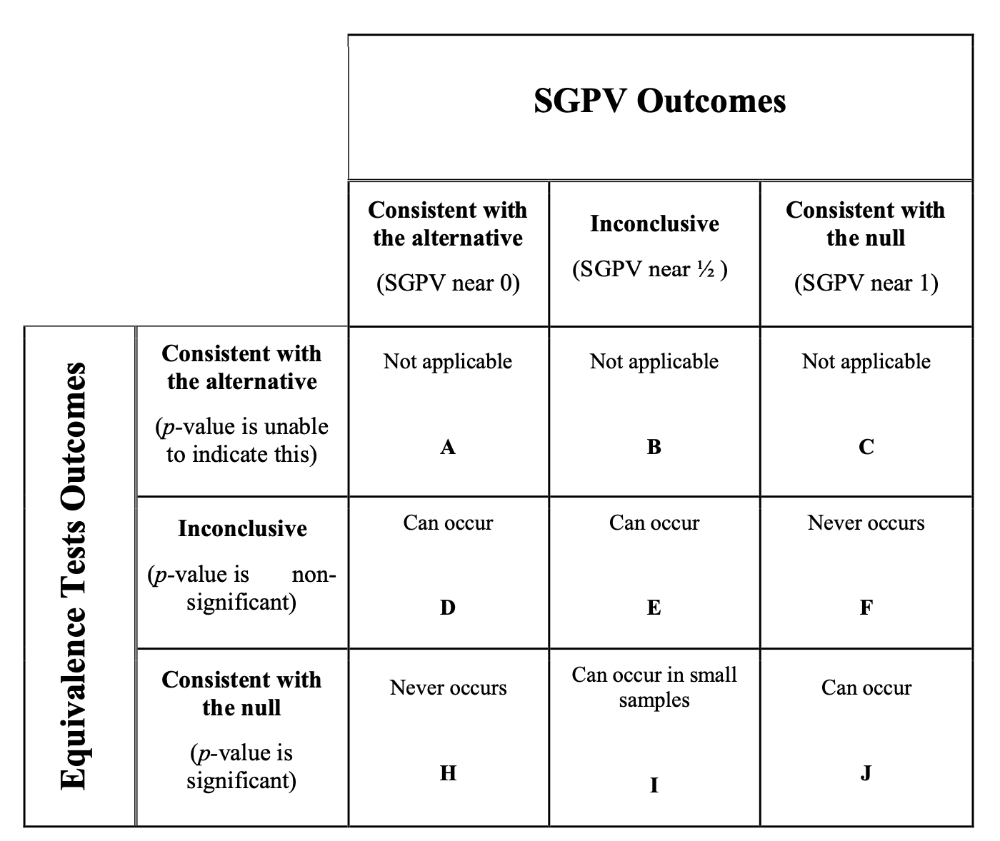 SGPV Outcomes
Consistent with
the alternative
(SGPV near 0)
Inconclusive
(SGPV near ½ )
Consistent with
the null
(SGPV near 1)
Equivalence Tests Outcomes
Consistent with
the alternative
(p-value is unable
to indicate this)
Not applicable
A
Not applicable
B
Not applicable
C
Inconclusive
(p-value is non-
significant)
Can occur
D
Can occur
E
Never occurs
F
Consistent with
the null
(p-value is
significant)
Never occurs
H
Can occur in small
samples
I
Can occur
J